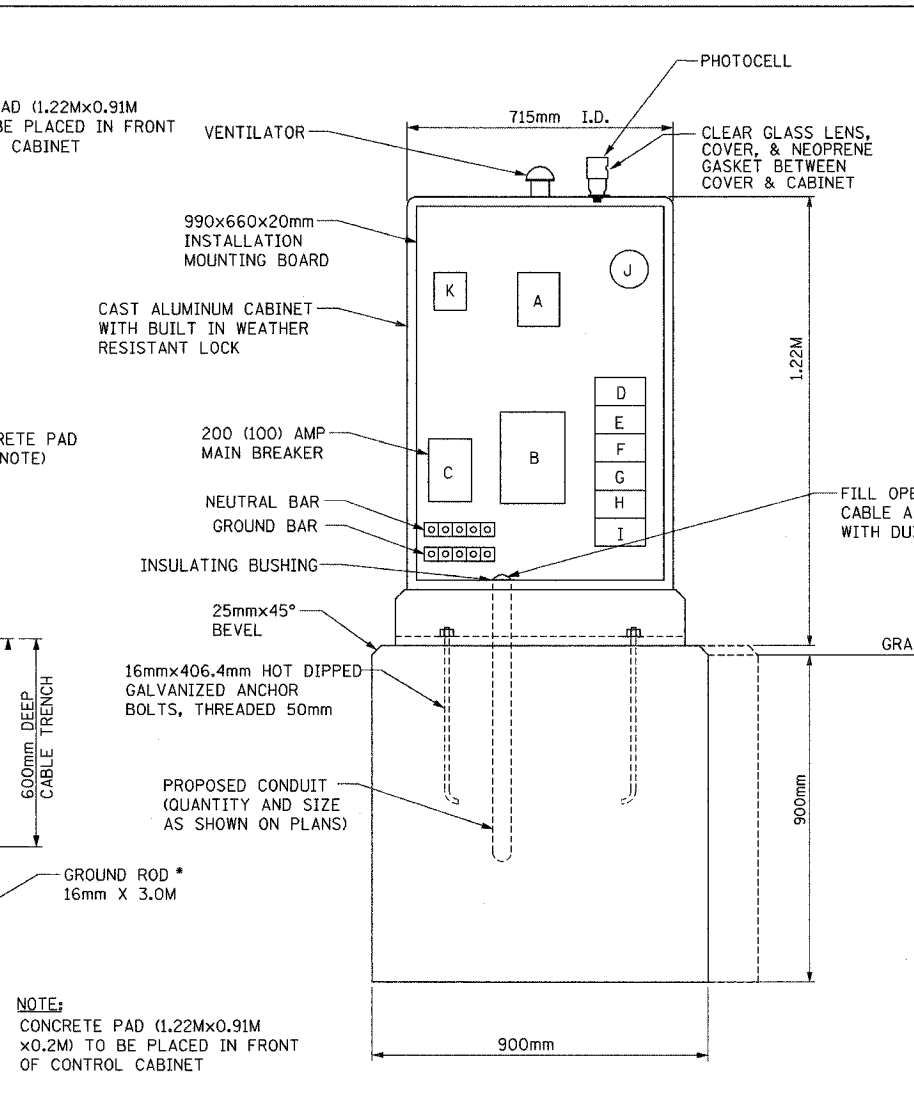 PHOTOCELL
AD (1.22Mx0.91M
BE PLACED IN FRONT
CABINET
VENTILATOR
715mm I.D.
CLEAR GLASS LENS,
COVER, & NEOPRENE
GASKET BETWEEN
COVER & CABINET
990x660x20mm
INSTALLATION
MOUNTING BOARD
J
K
A
CAST ALUMINUM CABINET
WITH BUILT IN WEATHER
RESISTANT LOCK
1.22M
D
E
F
G
H
I
RETE PAD
NOTE)
200 (100) AMP
MAIN BREAKER
C
B
NEUTRAL BAR
GROUND BAR
INSULATING BUSHING
FILL OPE
CABLE A
WITH DU
25mmx45°
BEVEL
GRA
16mmx406.4mm HOT DIPPED
GALVANIZED ANCHOR
BOLTS, THREADED 50mm
600mm DEEP
CABLE TRENCH
PROPOSED CONDUIT
(QUANTITY AND SIZE
AS SHOWN ON PLANS)
900mm
GROUND ROD *
16mm X 3.0M
NOTE:
CONCRETE PAD (1.22Mx0.91M
x0.2M) TO BE PLACED IN FRONT
OF CONTROL CABINET
900mm